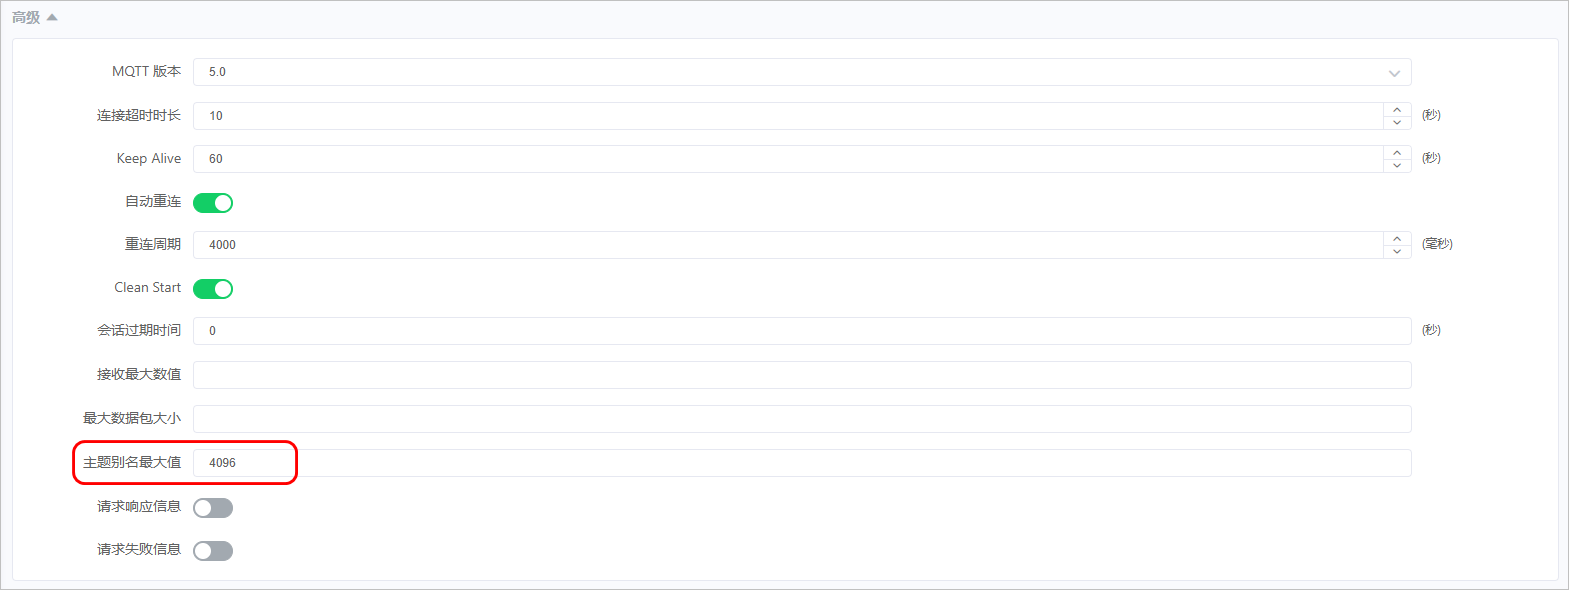 高级
MQTT 版本 5.0
连接超时时长 10 (秒)
Keep Alive 60 (秒)
自动重连
重连周期 4000 (毫秒)
Clean Start
会话过期时间 0 (秒)
接收最大数值
最大数据包大小
主题别名最大值 4096
请求响应信息
请求失败信息